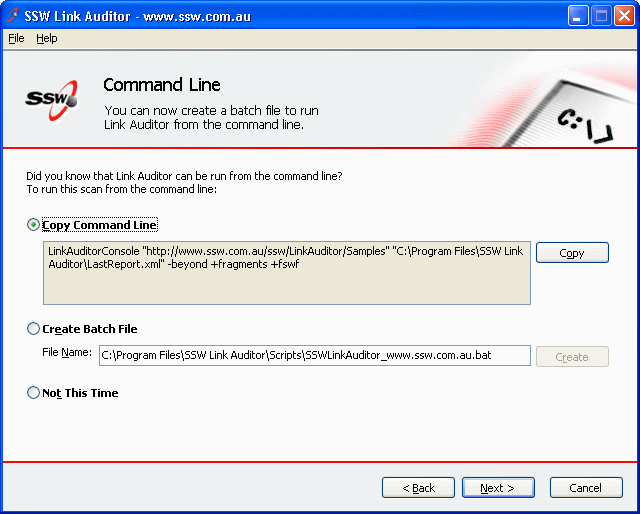 SSW Link Auditor - www.ssw.com.au
File Help
SSW
Command Line
You can now create a batch file to run
Link Auditor from the command line.
C:\
Did you know that Link Auditor can be run from the command line?
To run this scan from the command line:
Copy Command Line
LinkAuditorConsole "http://www.ssw.com.au/ssw/LinkAuditor/Samples" "C:\Program Files\SSW Link
Auditor\LastReport.xml" -beyond +fragments +fswf
Copy
Create Batch File
File Name: C:\Program Files\SSW Link Auditor\Scripts\SSWLinkAuditor_www.ssw.com.au.bat
Create
Not This Time
< Back Next > Cancel